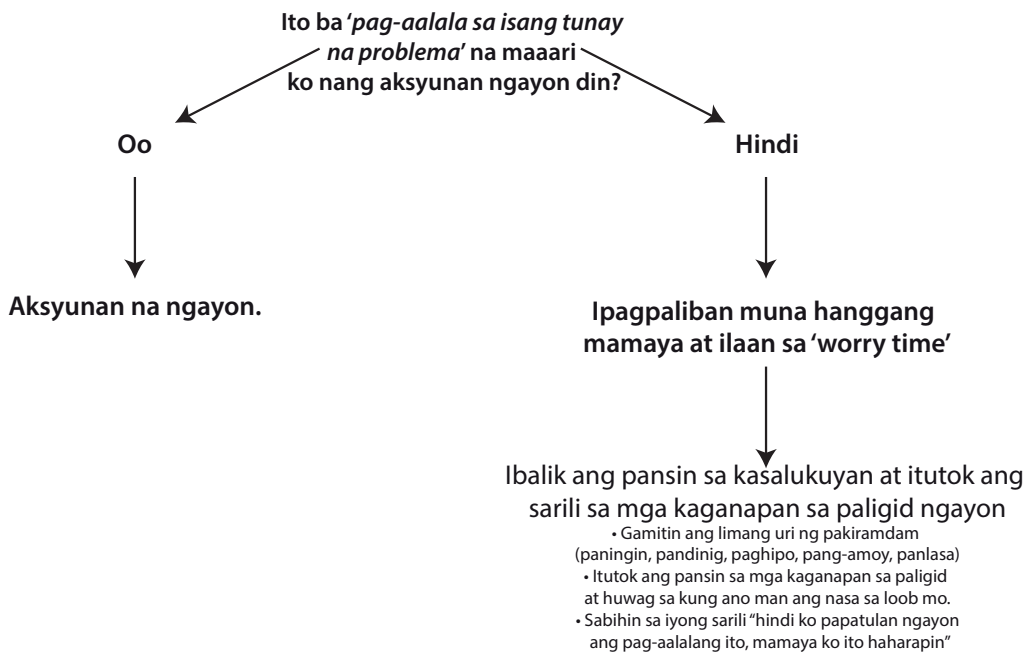 Ito ba ‘pag-aalala sa isang tunay
na problema’ na maaari
ko nang aksyunan ngayon din?
Oo
Hindi
Aksyunan na ngayon.
Ipagpaliban muna hanggang
mamaya at ilaan sa ‘worry time’
Ibalik ang pansin sa kasalukuyan at itutok ang
sarili sa mga kaganapan sa paligid ngayon
• Gamitin ang limang uri ng pakiramdam
(paningin, pandinig, paghipo, pang-amoy, panlasa)
• Itutok ang pansin sa mga kaganapan sa paligid
at huwag sa kung ano man ang nasa sa loob mo.
• Sabihin sa iyong sarili “hindi ko papatulan ngayon
ang pag-aalalang ito, mamaya ko ito haharapin”